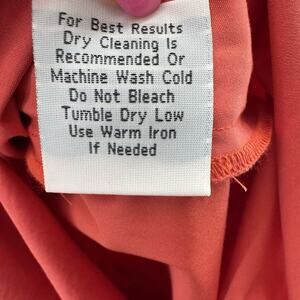 For Best Results
Dry Cleaning Is
Recommended Or
Machine Wash Cold
Do Not Bleach
Tumble Dry Low
Use Warm Iron
If Needed